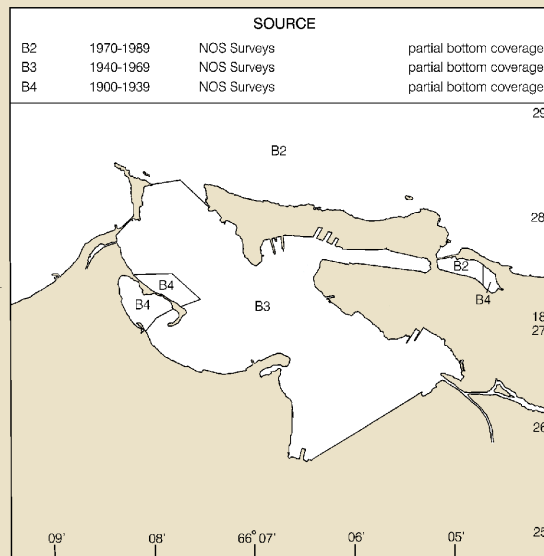 SOURCE
B2 1970-1989 NOS Surveys partial bottom coverage
B3 1940-1969 NOS Surveys partial bottom coverage
B4 1900-1939 NOS Surveys partial bottom coverage
29
B2
28
B2
B4
B4
B4
B3
18
27
26
25
09' 08' 66°07' 06' 05'